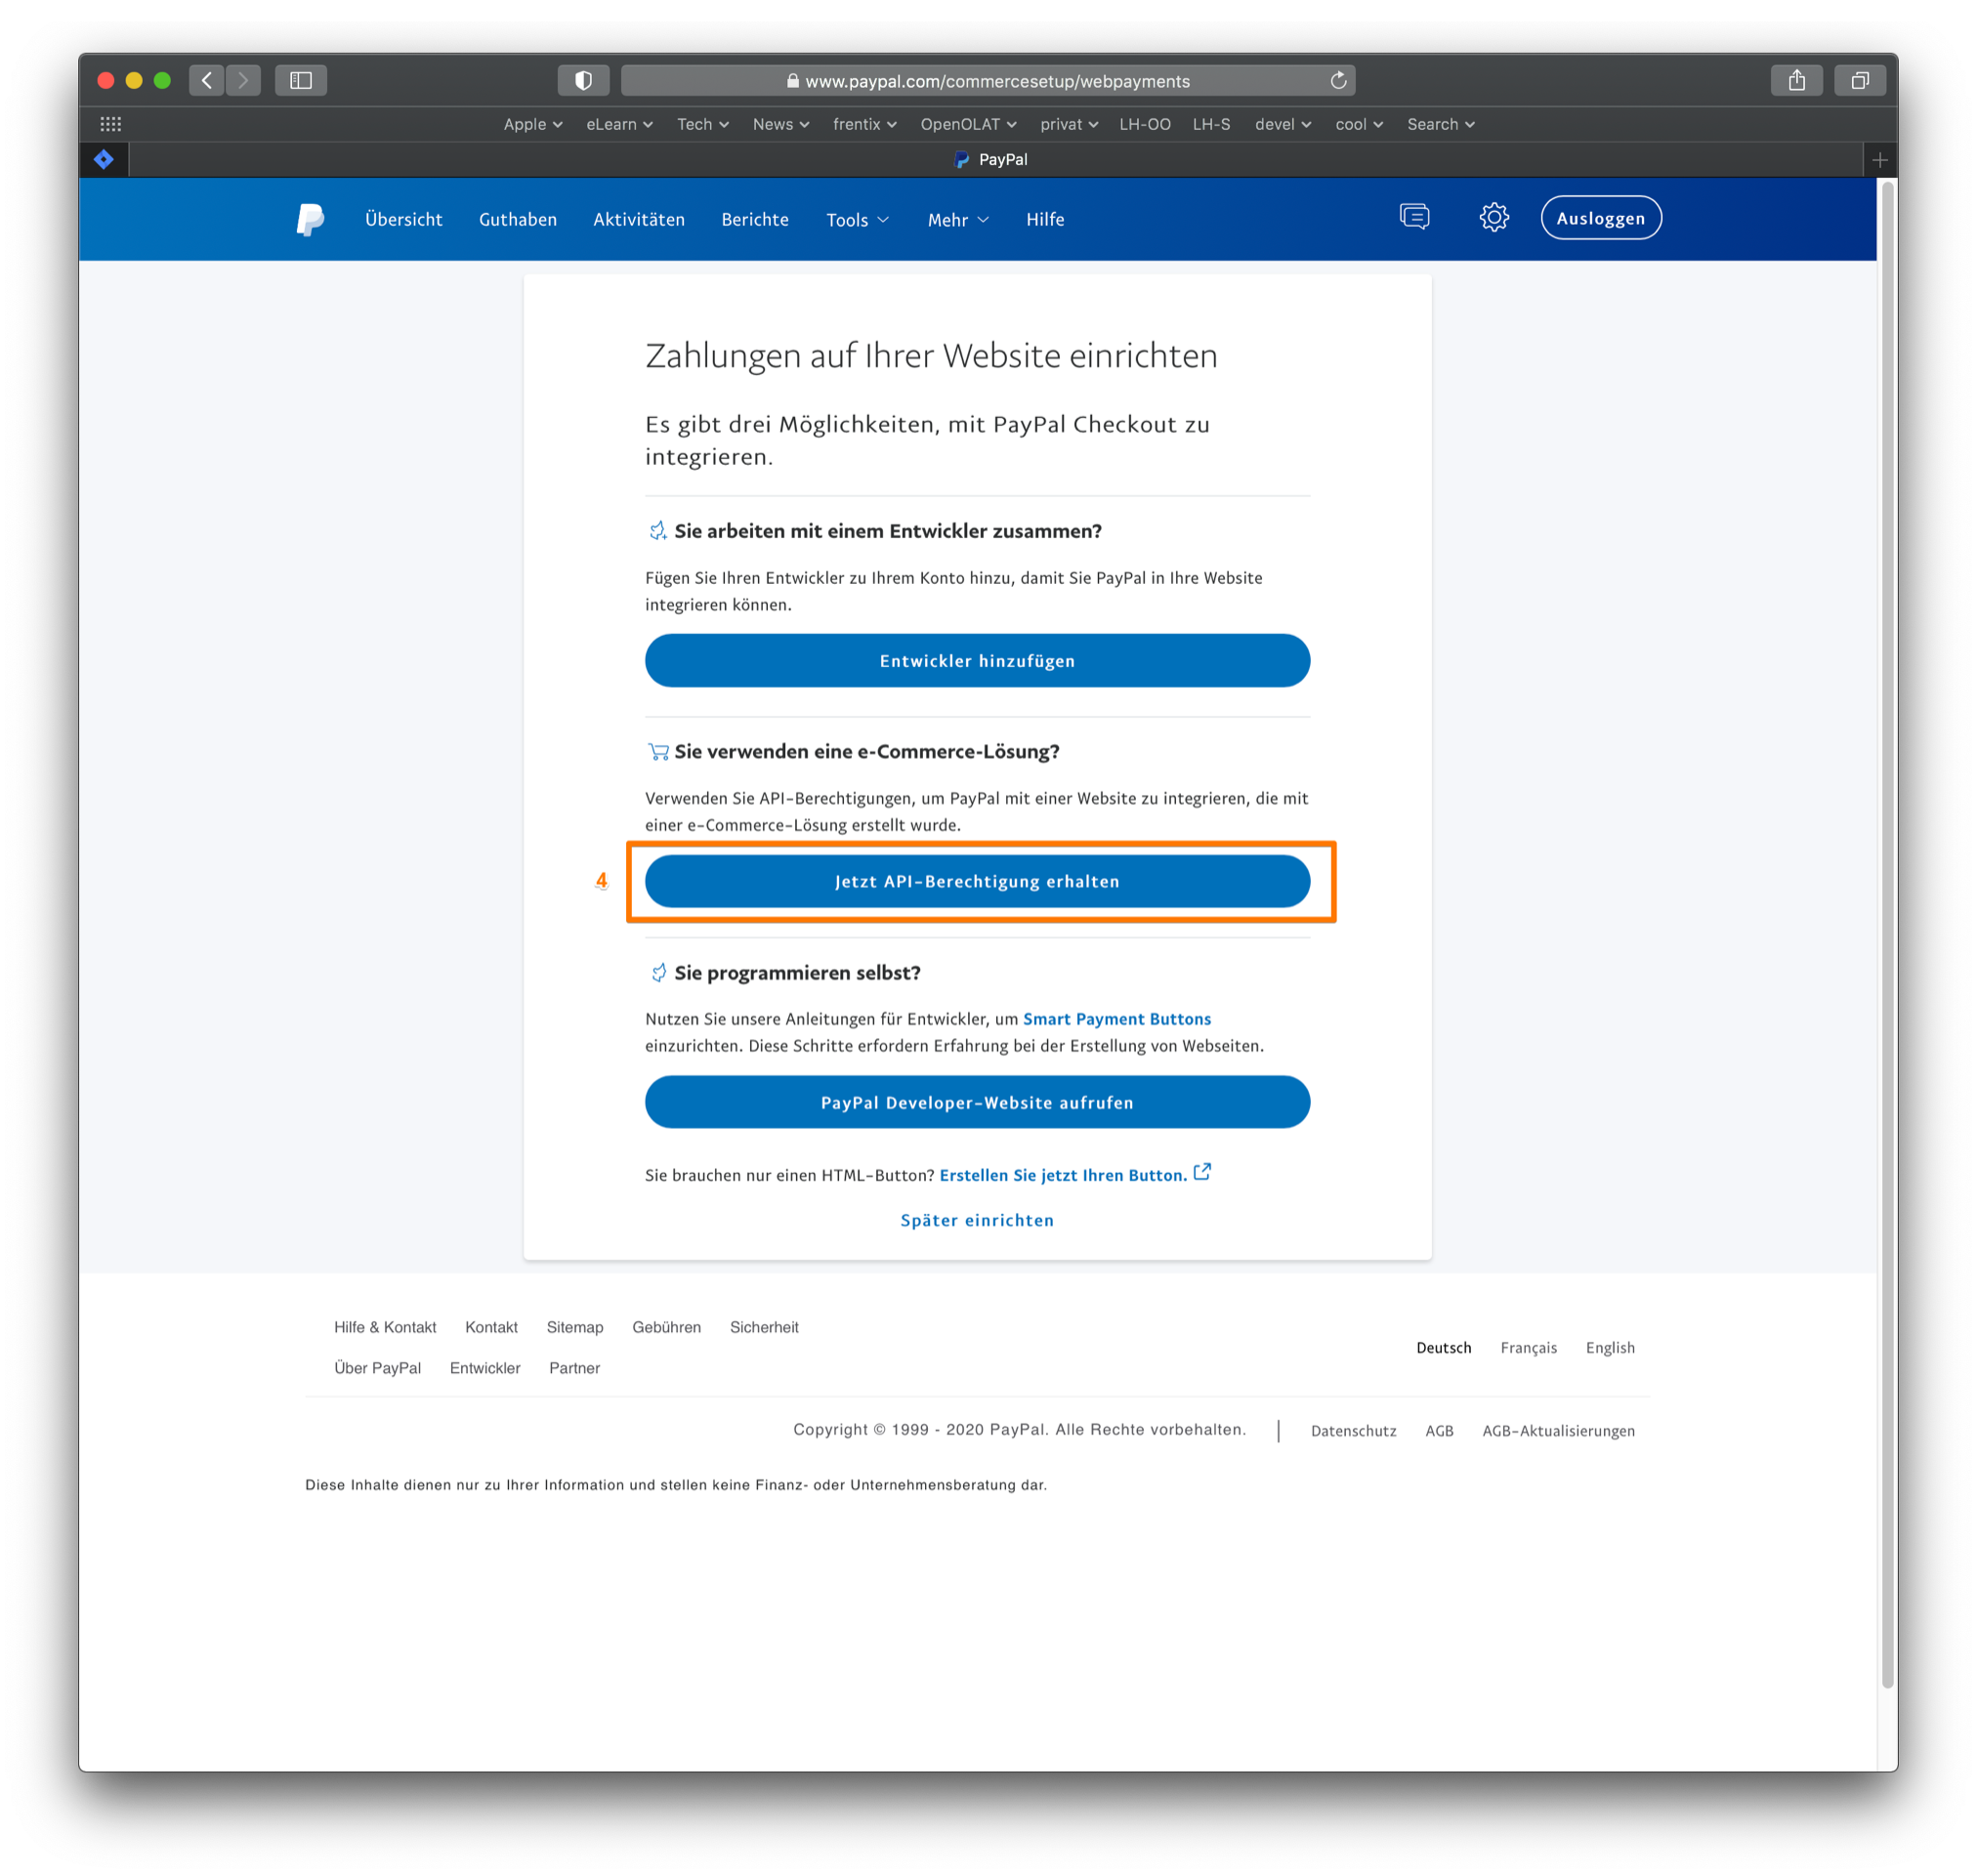 www.paypal.com/commercesetup/webpayments
Apple eLearn Tech News frentix OpenOLAT privat LH-OO LH-S devel cool Search
PayPal
Übersicht Guthaben Aktivitäten Berichte Tools Mehr Hilfe Ausloggen
Zahlungen auf Ihrer Website einrichten
Es gibt drei Möglichkeiten, mit PayPal Checkout zu
integrieren.
Sie arbeiten mit einem Entwickler zusammen?
Fügen Sie Ihren Entwickler zu Ihrem Konto hinzu, damit Sie PayPal in Ihre Website
integrieren können.
Entwickler hinzufügen
Sie verwenden eine e-Commerce-Lösung?
Verwenden Sie API-Berechtigungen, um PayPal mit einer Website zu integrieren, die mit
einer e-Commerce-Lösung erstellt wurde.
4 Jetzt API-Berechtigung erhalten
Sie programmieren selbst?
Nutzen Sie unsere Anleitungen für Entwickler, um Smart Payment Buttons
einzurichten. Diese Schritte erfordern Erfahrung bei der Erstellung von Webseiten.
PayPal Developer-Website aufrufen
Sie brauchen nur einen HTML-Button? Erstellen Sie jetzt Ihren Button.
Später einrichten
Hilfe & Kontakt Kontakt Sitemap Gebühren Sicherheit
Über PayPal Entwickler Partner
Deutsch Français English
Copyright © 1999 - 2020 PayPal. Alle Rechte vorbehalten. | Datenschutz AGB AGB-Aktualisierungen
Diese Inhalte dienen nur zu Ihrer Information und stellen keine Finanz- oder Unternehmensberatung dar.